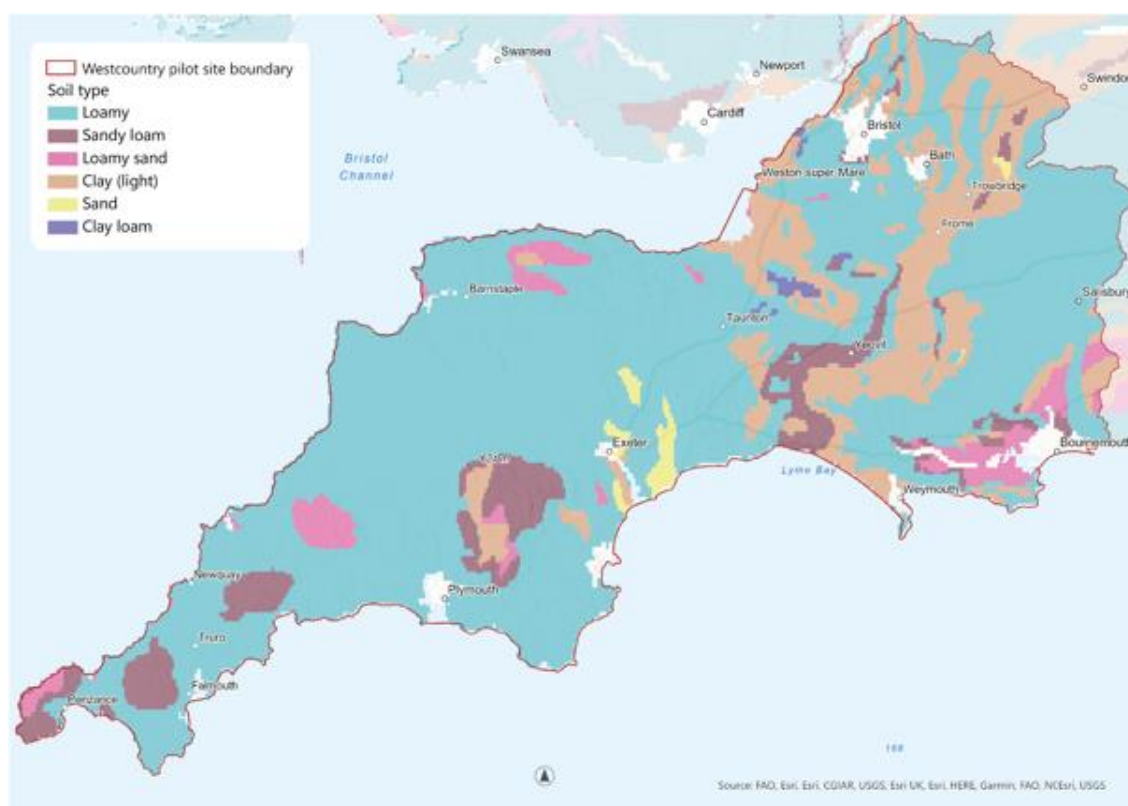 Westcountry pilot site boundary
Soil type
Loamy
Sandy loam
Loamy sand
Clay (light)
Sand
Clay loam
Swansea
Newport
Swindon
Cardiff
Bristol
Bristol
Channel
Bath
Weston super Mare
Trowbridge
Frome
Barnstaple
Salisbury
Taunton
Yeovil
Exeter
Bournemouth
Lyme Bay
Weymouth
Newquay
Plymouth
Truro
Falmouth
Penzance
168
Source: FAO, Esri, Esri, CGIAR, USGS, Esri UK, Esri, HERE, Garmin, FAO, NCEsri, USGS